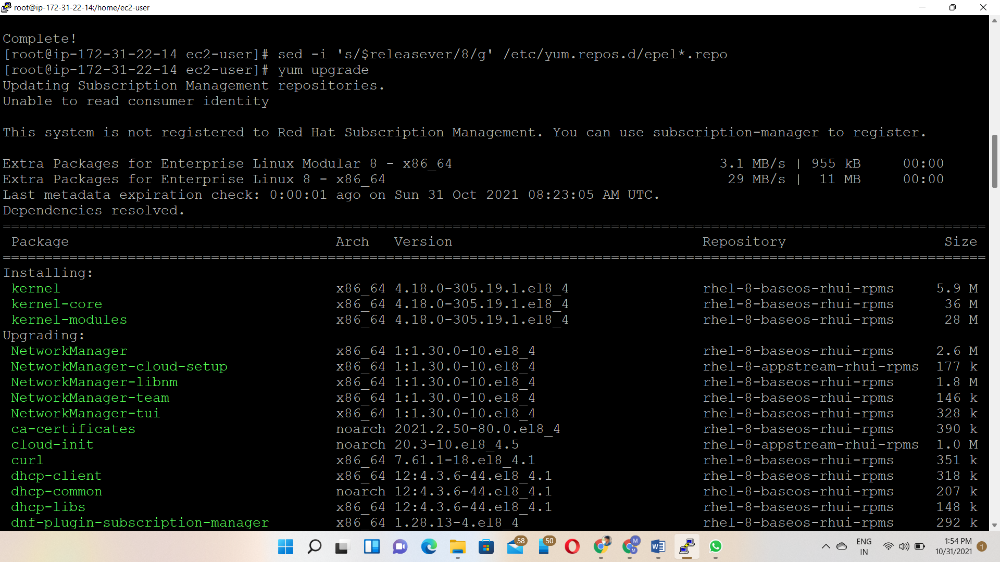 root@ip-172-31-22-14:/home/ec2-user
Complete!
[root@ip-172-31-22-14 ec2-user]# sed -i 's/$releasever/8/g' /etc/yum.repos.d/epel*.repo
[root@ip-172-31-22-14 ec2-user]# yum upgrade
Updating Subscription Management repositories.
Unable to read consumer identity
This system is not registered to Red Hat Subscription Management. You can use subscription-manager to register.
Extra Packages for Enterprise Linux Modular 8 - x86_64 3.1 MB/s | 955 kB 00:00
Extra Packages for Enterprise Linux 8 - x86_64 29 MB/s | 11 MB 00:00
Last metadata expiration check: 0:00:01 ago on Sun 31 Oct 2021 08:23:05 AM UTC.
Dependencies resolved.
Package Arch Version Repository Size
Installing:
kernel x86_64 4.18.0-305.19.1.el8_4 rhel-8-baseos-rhui-rpms 5.9 M
kernel-core x86_64 4.18.0-305.19.1.el8_4 rhel-8-baseos-rhui-rpms 36 M
kernel-modules x86_64 4.18.0-305.19.1.el8_4 rhel-8-baseos-rhui-rpms 28 M
Upgrading:
NetworkManager x86_64 1:1.30.0-10.el8_4 rhel-8-baseos-rhui-rpms 2.6 M
NetworkManager-cloud-setup x86_64 1:1.30.0-10.el8_4 rhel-8-appstream-rhui-rpms 177 k
NetworkManager-libnm x86_64 1:1.30.0-10.el8_4 rhel-8-baseos-rhui-rpms 1.8 M
NetworkManager-team x86_64 1:1.30.0-10.el8_4 rhel-8-baseos-rhui-rpms 146 k
NetworkManager-tui x86_64 1:1.30.0-10.el8_4 rhel-8-baseos-rhui-rpms 328 k
ca-certificates noarch 2021.2.50-80.0.el8_4 rhel-8-baseos-rhui-rpms 390 k
cloud-init noarch 20.3-10.el8_4.5 rhel-8-appstream-rhui-rpms 1.0 M
curl x86_64 7.61.1-18.el8_4.1 rhel-8-baseos-rhui-rpms 351 k
dhcp-client x86_64 12:4.3.6-44.el8_4.1 rhel-8-baseos-rhui-rpms 318 k
dhcp-common noarch 12:4.3.6-44.el8_4.1 rhel-8-baseos-rhui-rpms 207 k
dhcp-libs x86_64 12:4.3.6-44.el8_4.1 rhel-8-baseos-rhui-rpms 148 k
dnf-plugin-subscription-manager x86_64 1.28.13-4.el8_4 rhel-8-baseos-rhui-rpms 292 k
58 50 M M W ENG 1:54 PM
IN 10/31/2021 1